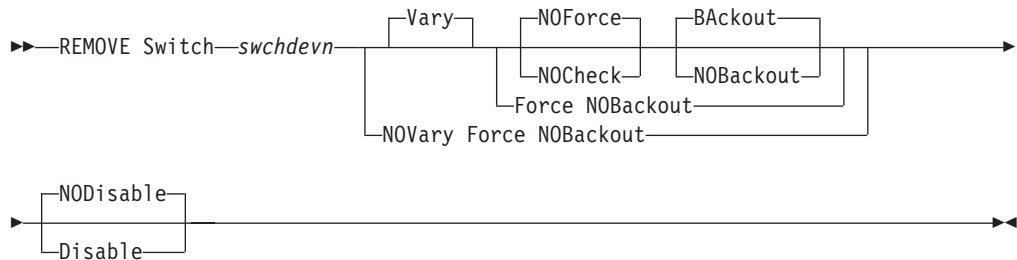 Vary NOForce BAckout
REMOVE Switch swchdevn
NOCheck NOBackout
Force NOBackout
NOVary Force NOBackout
NODisable
Disable